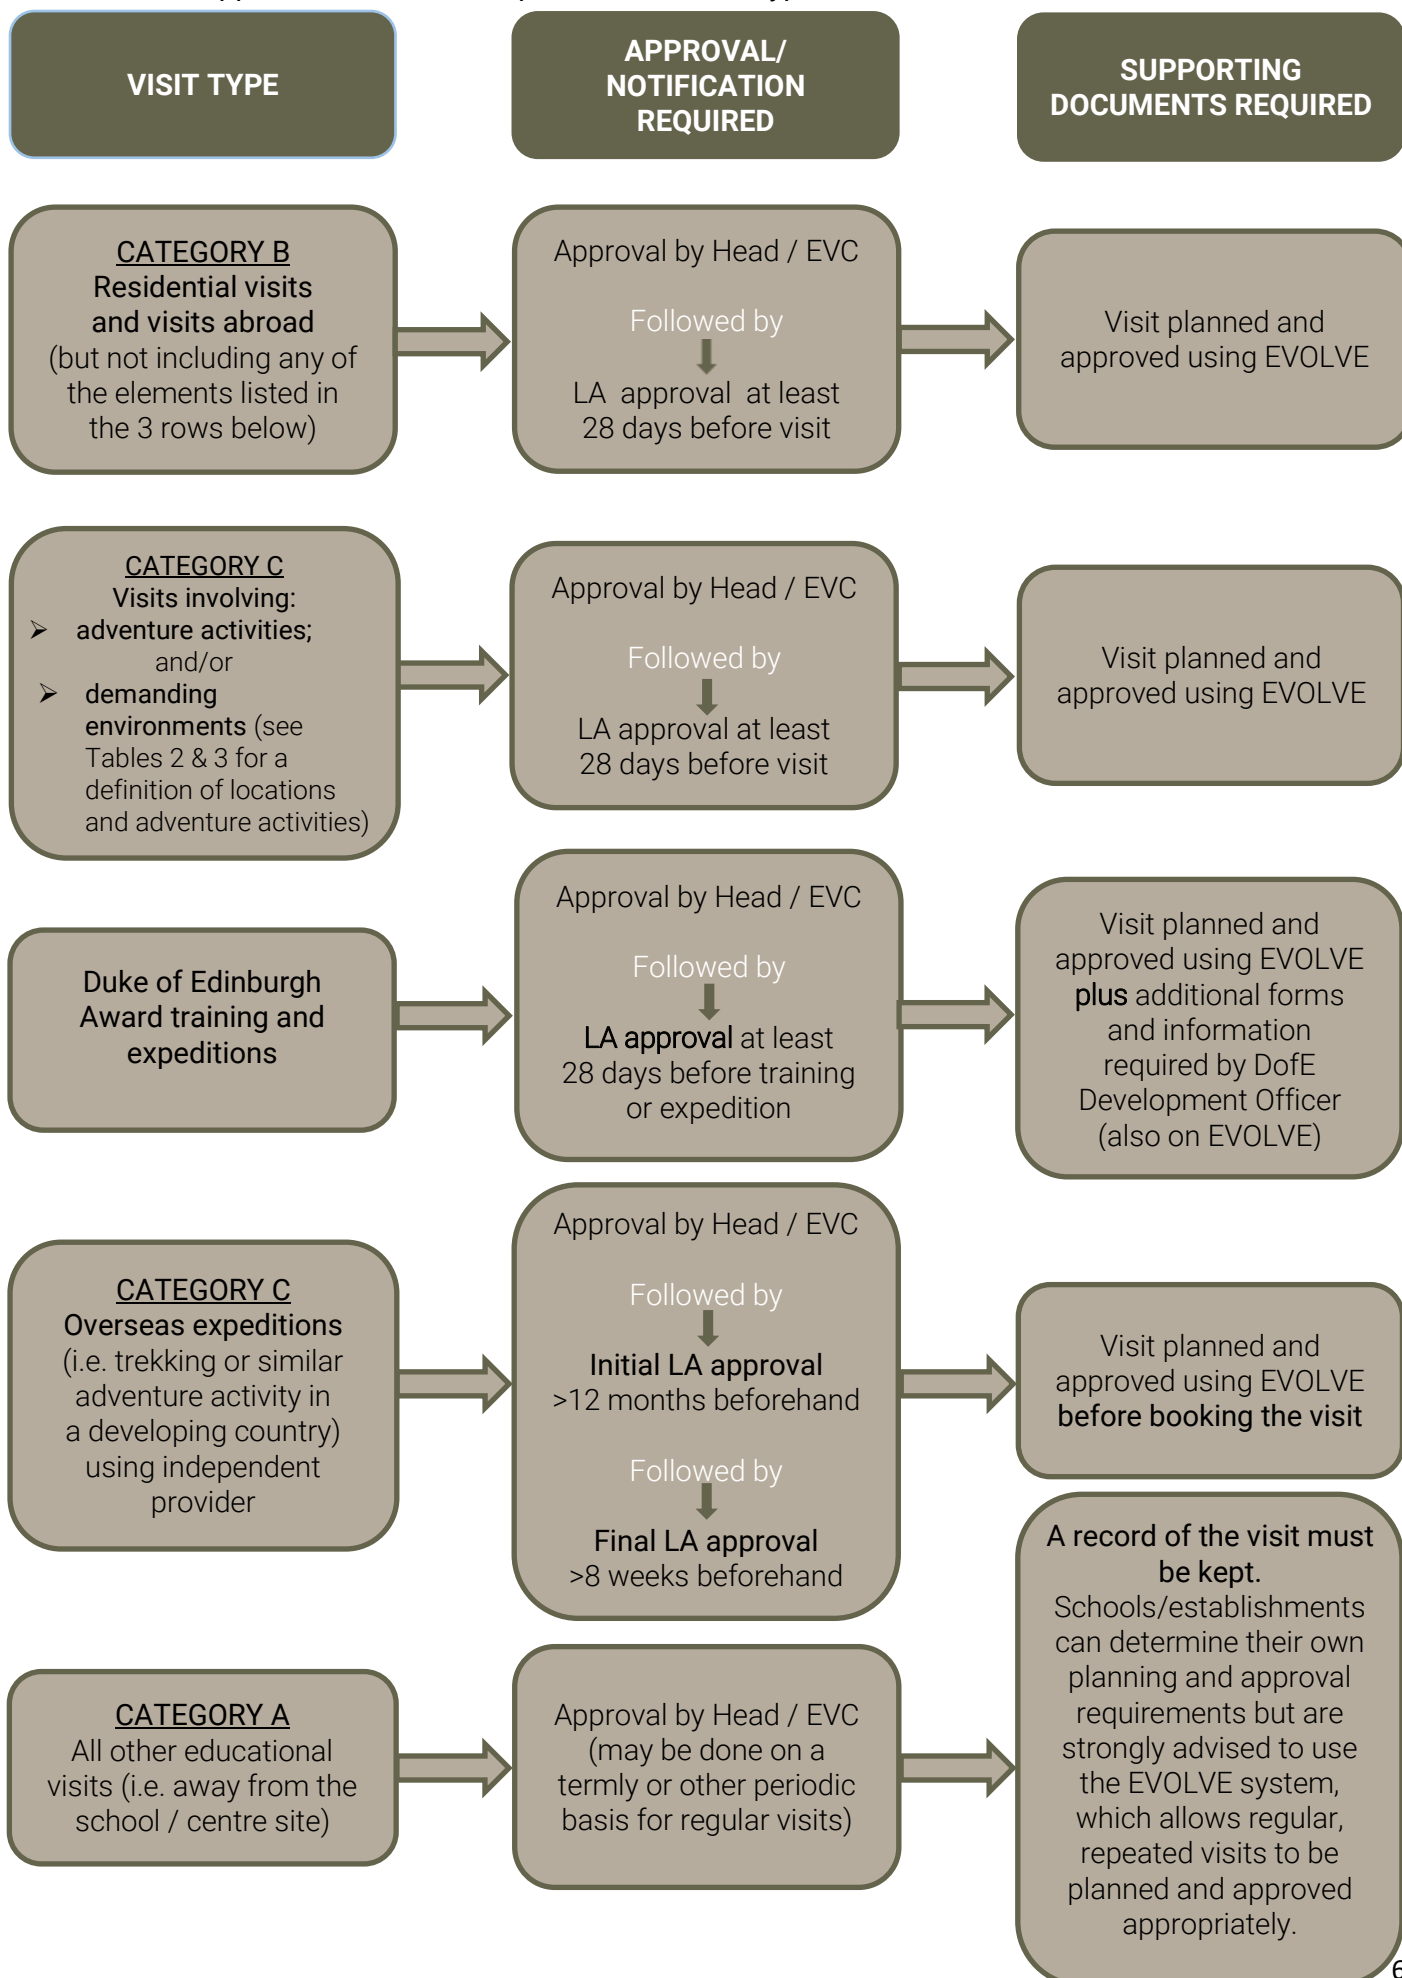 VISIT TYPE
APPROVAL/
NOTIFICATION
REQUIRED
SUPPORTING
DOCUMENTS REQUIRED
CATEGORY B
Residential visits
and visits abroad
(but not including any of
the elements listed in
the 3 rows below)
Approval by Head / EVC
Followed by
LA approval at least
28 days before visit
Visit planned and
approved using EVOLVE
CATEGORY C
Visits involving:
➢ adventure activities;
and/or
➢ demanding
environments (see
Tables 2 & 3 for a
definition of locations
and adventure activities)
Approval by Head / EVC
Followed by
LA approval at least
28 days before visit
Visit planned and
approved using EVOLVE
Duke of Edinburgh
Award training and
expeditions
Approval by Head / EVC
Followed by
LA approval at least
28 days before training
or expedition
Visit planned and
approved using EVOLVE
plus additional forms
and information
required by DofE
Development Officer
(also on EVOLVE)
CATEGORY C
Overseas expeditions
(i.e. trekking or similar
adventure activity in
a developing country)
using independent
provider
Approval by Head / EVC
Followed by
Initial LA approval
>12 months beforehand
Followed by
Final LA approval
>8 weeks beforehand
Visit planned and
approved using EVOLVE
before booking the visit
CATEGORY A
All other educational
visits (i.e. away from the
school / centre site)
Approval by Head / EVC
(may be done on a
termly or other periodic
basis for regular visits)
A record of the visit must
be kept.
Schools/establishments
can determine their own
planning and approval
requirements but are
strongly advised to use
the EVOLVE system,
which allows regular,
repeated visits to be
planned and approved
appropriately.
6